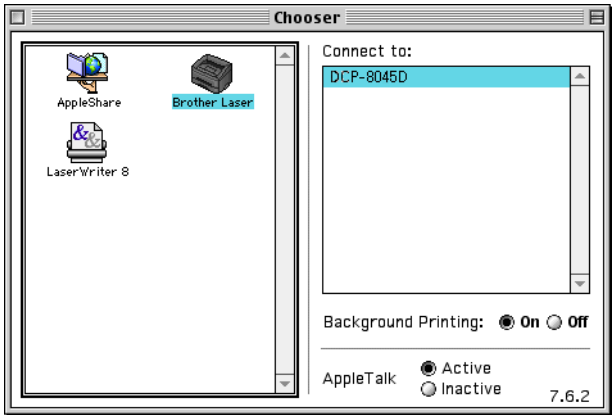 Chooser
AppleShare
Brother Laser
LaserWriter 8
Connect to:
DCP-8045D
Background Printing: On Off
AppleTalk Active
Inactive
7.6.2